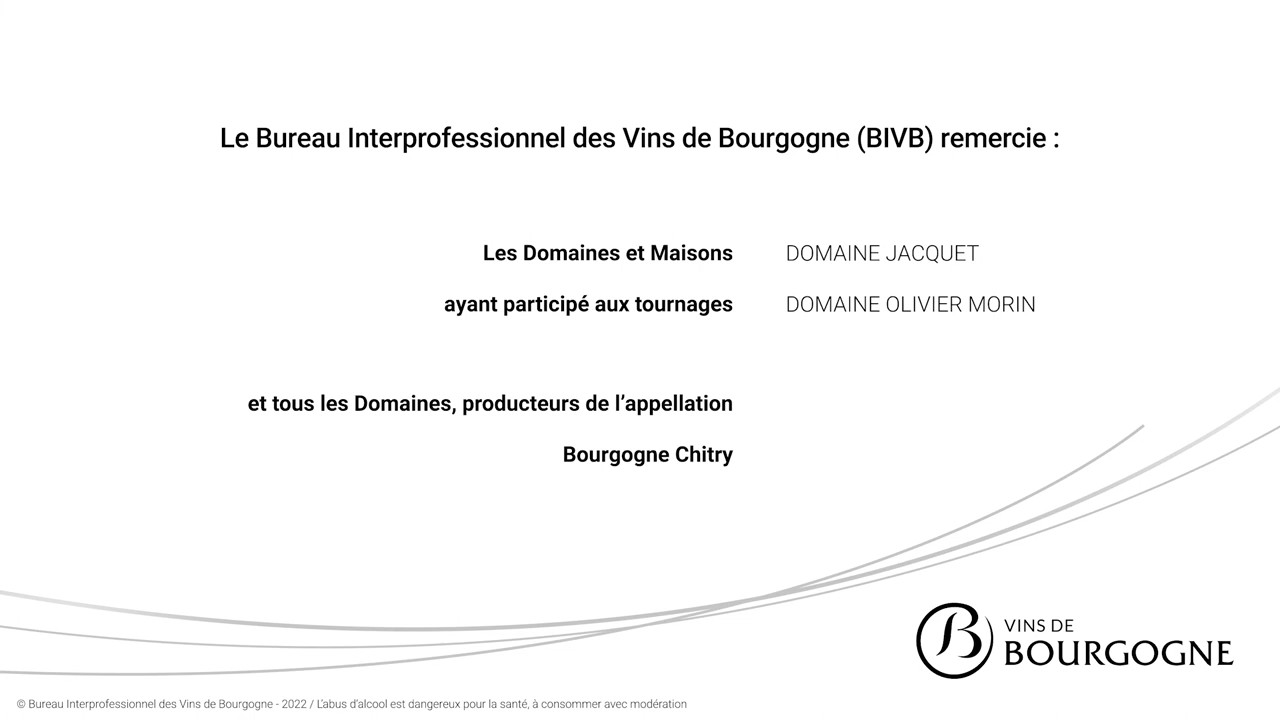 Le Bureau Interprofessionnel des Vins de Bourgogne (BIVB) remercie :
Les Domaines et Maisons DOMAINE JACQUET
ayant participé aux tournages DOMAINE OLIVIER MORIN
et tous les Domaines, producteurs de l’appellation
Bourgogne Chitry
B
VINS DE
BOURGOGNE
© Bureau Interprofessionnel des Vins de Bourgogne - 2022 / L’abus d’alcool est dangereux pour la santé, à consommer avec modération